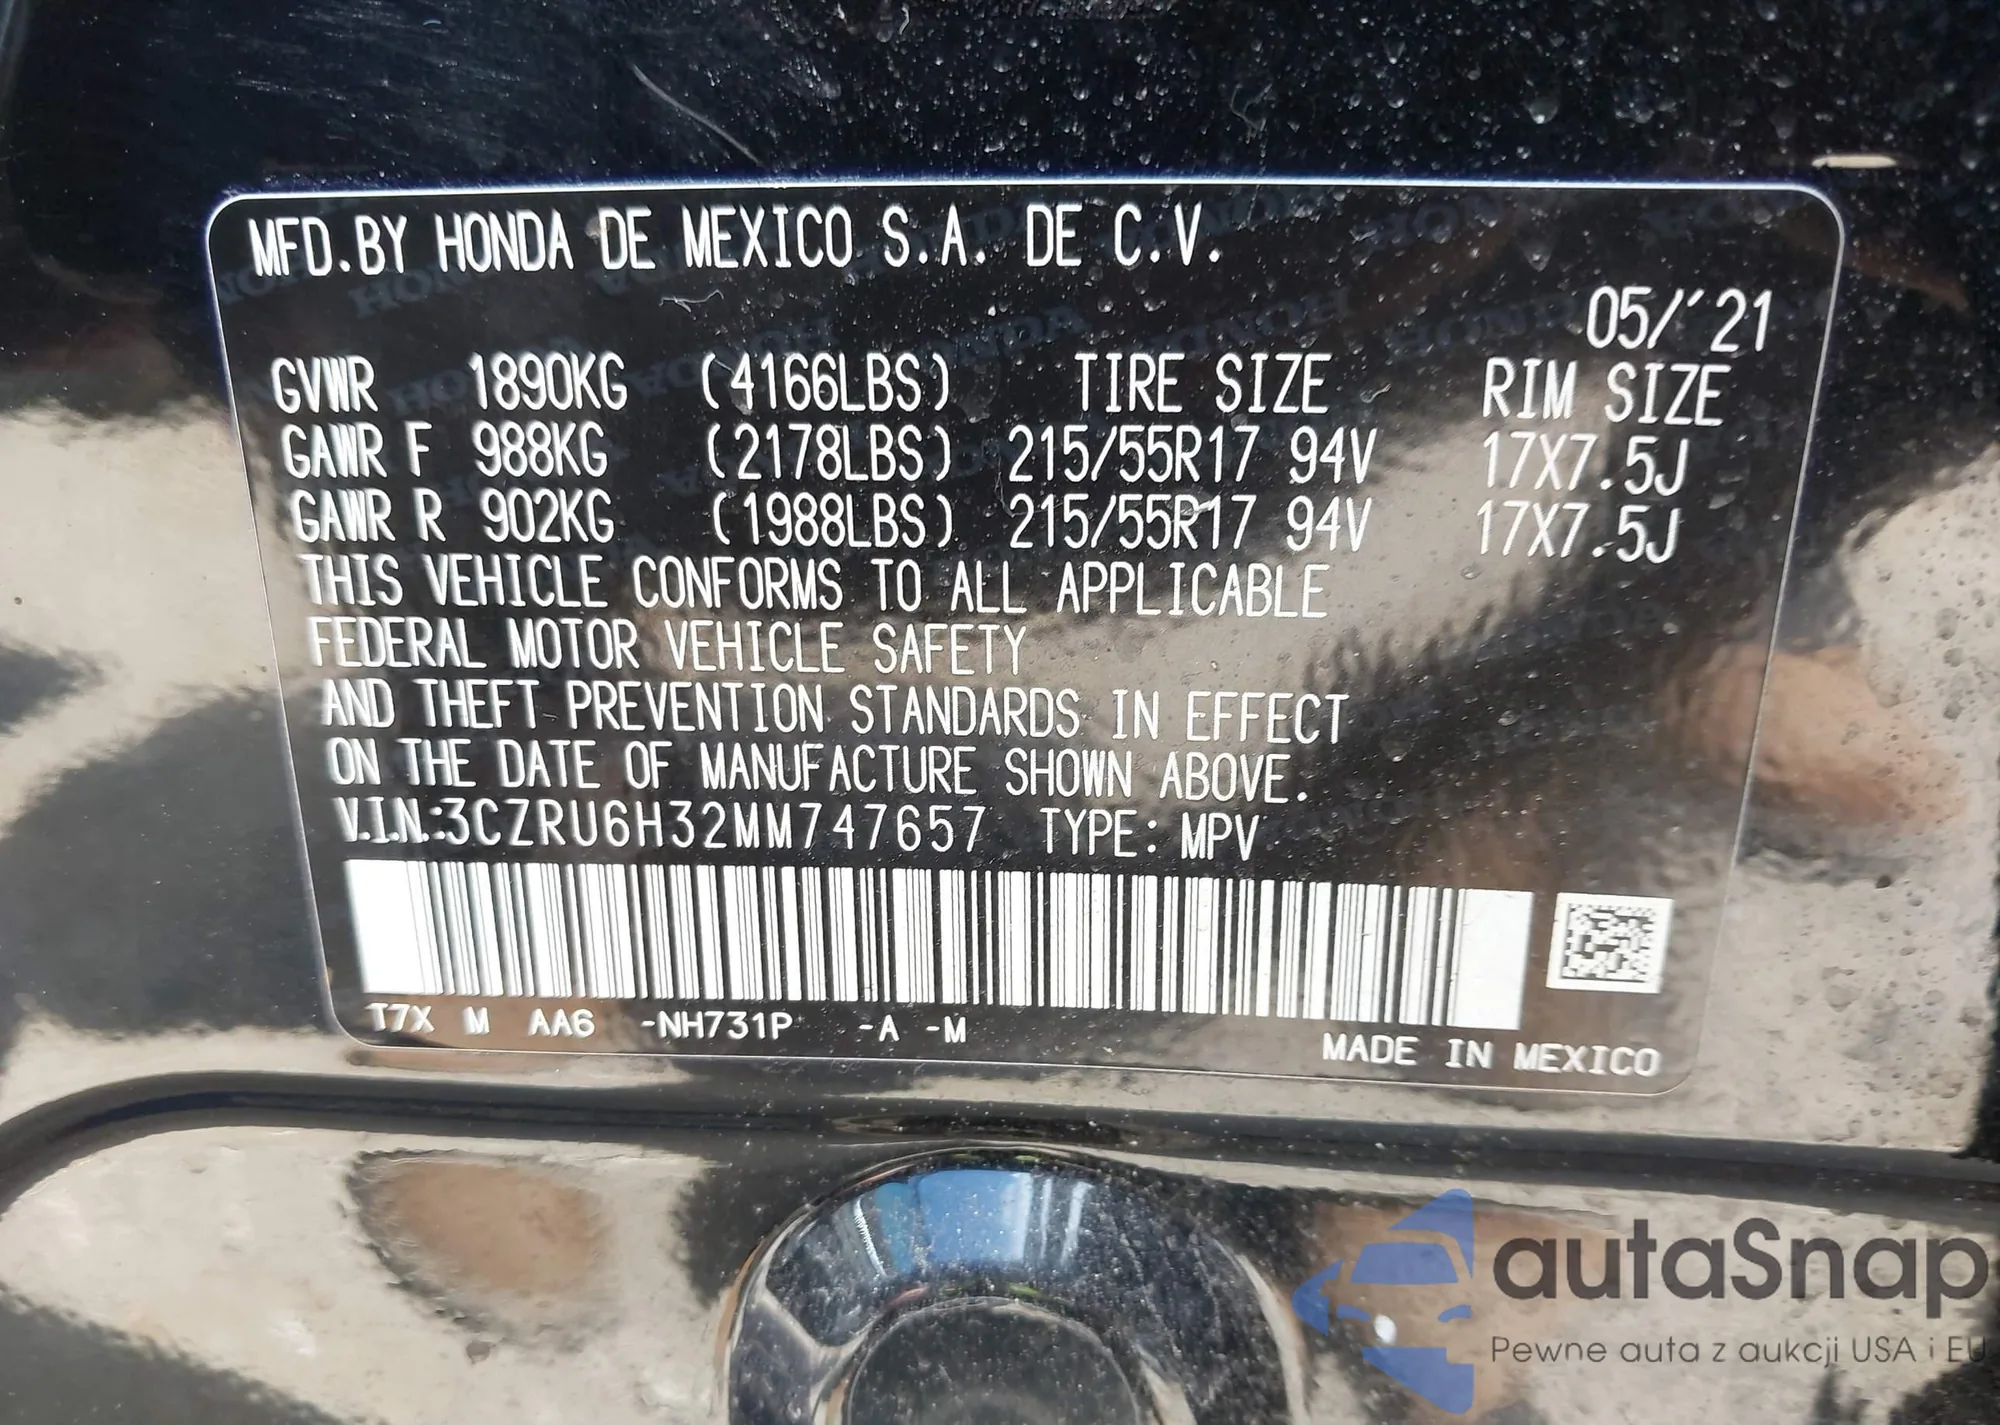 MFD.BY HONDA DE MEXICO S.A. DE C.V.
05/'21
GVWR 1890KG (4166LBS) TIRE SIZE RIM SIZE
GAWR F 988KG (2178LBS) 215/55R17 94V 17X7.5J
GAWR R 902KG (1988LBS) 215/55R17 94V 17X7.5J
THIS VEHICLE CONFORMS TO ALL APPLICABLE
FEDERAL MOTOR VEHICLE SAFETY
AND THEFT PREVENTION STANDARDS IN EFFECT
ON THE DATE OF MANUFACTURE SHOWN ABOVE.
V.I.N.:3CZRU6H32MM747657 TYPE: MPV
T7X M AA6 -NH731P -A -M
MADE IN MEXICO
autaSnap
Pewne auta z aukcji USA i EU